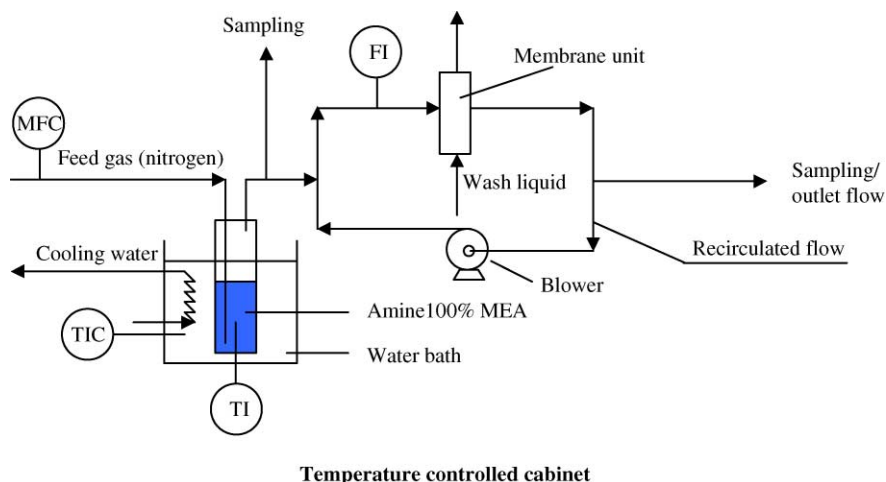 Sampling
FI
Membrane unit
MFC
Feed gas (nitrogen)
Wash liquid
Sampling/
outlet flow
Cooling water
Recirculated flow
Blower
Amine100% MEA
TIC
Water bath
TI
Temperature controlled cabinet